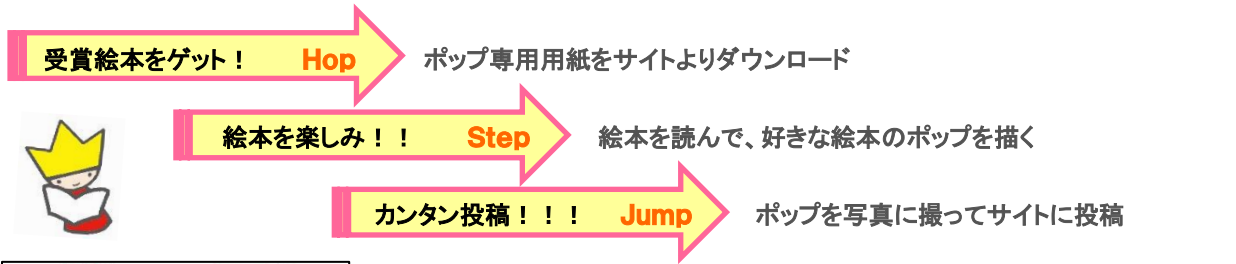 受賞絵本をゲット！ Hop ポップ専用用紙をサイトよりダウンロード
絵本を楽しみ！！ Step 絵本を読んで、好きな絵本のポップを描く
カンタン投稿！！！ Jump ポップを写真に撮ってサイトに投稿